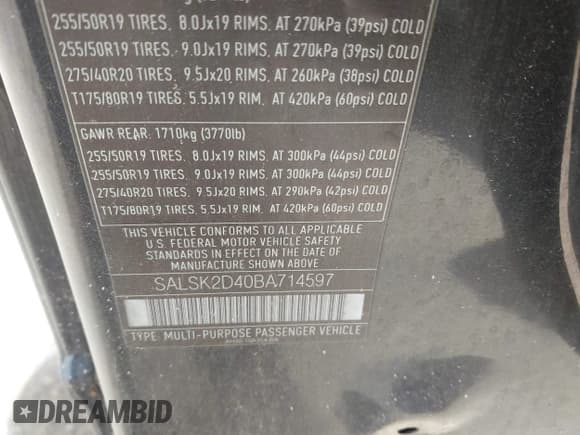 255/50R19 TIRES. 8.0Jx19 RIMS. AT 270kPa (39psi) COLD
255/50R19 TIRES. 9.0Jx19 RIMS. AT 270kPa (39psi) COLD
275/40R20 TIRES. 9.5Jx20 RIMS. AT 260kPa (38psi) COLD
T175/80R19 TIRES. 5.5Jx19 RIM. AT 420kPa (60psi) COLD
GAWR REAR: 1710kg (3770lb)
255/50R19 TIRES. 8.0Jx19 RIMS. AT 300kPa (44psi) COLD
255/50R19 TIRES. 9.0Jx19 RIMS. AT 300kPa (44psi) COLD
275/40R20 TIRES. 9.5Jx20 RIMS. AT 290kPa (42psi) COLD
T175/80R19 TIRES. 5.5Jx19 RIM. AT 420kPa (60psi) COLD
THIS VEHICLE CONFORMS TO ALL APPLICABLE
U.S. FEDERAL MOTOR VEHICLE SAFETY
STANDARDS IN EFFECT ON THE DATE OF
MANUFACTURE SHOWN ABOVE.
SALSK2D40BA714597
TYPE: MULTI-PURPOSE PASSENGER VEHICLE
DREAMBID